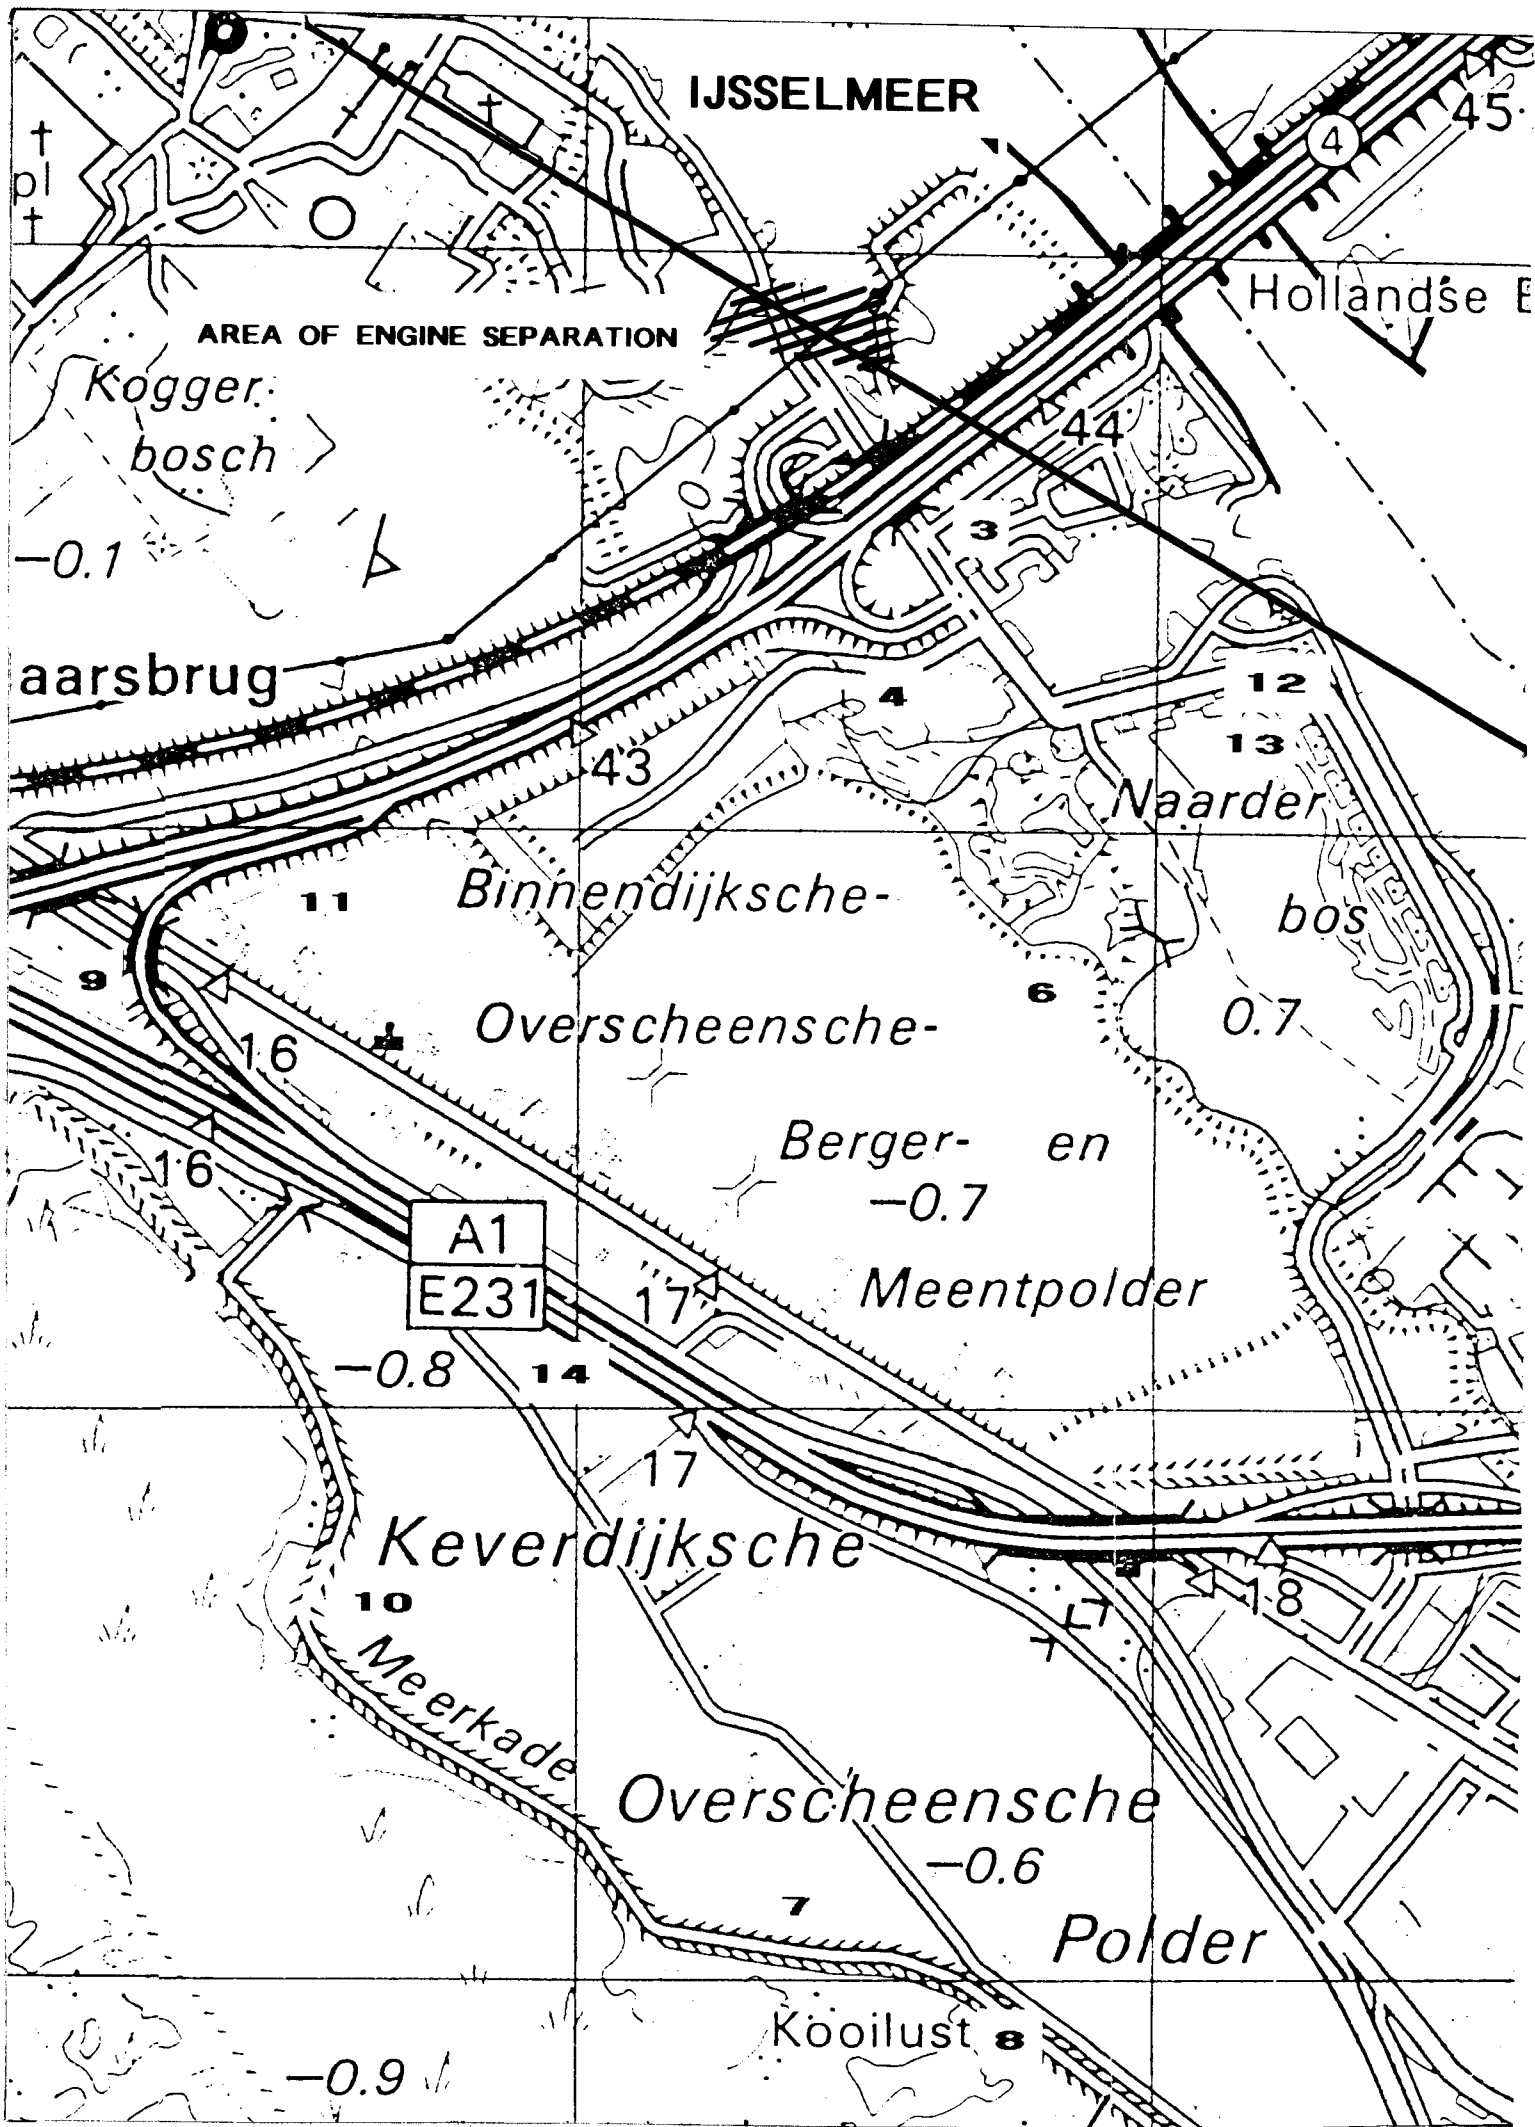 IJSSELMEER
4
45
pl
Hollandse
AREA OF ENGINE SEPARATION
Kogger
bosch
44
3
-0.1
aarsbrug
4
12
13
43
Naarder
11
Binnendijksche-
bos
9
6
Overscheensche-
0.7
16
16
Berger- en
-0.7
A1
E231
17
Meentpolder
-0.8
14
17
Keverdijksche
18
10
Meerkade
Overscheensche
-0.6
7
Polder
Kooilust
8
-0.9